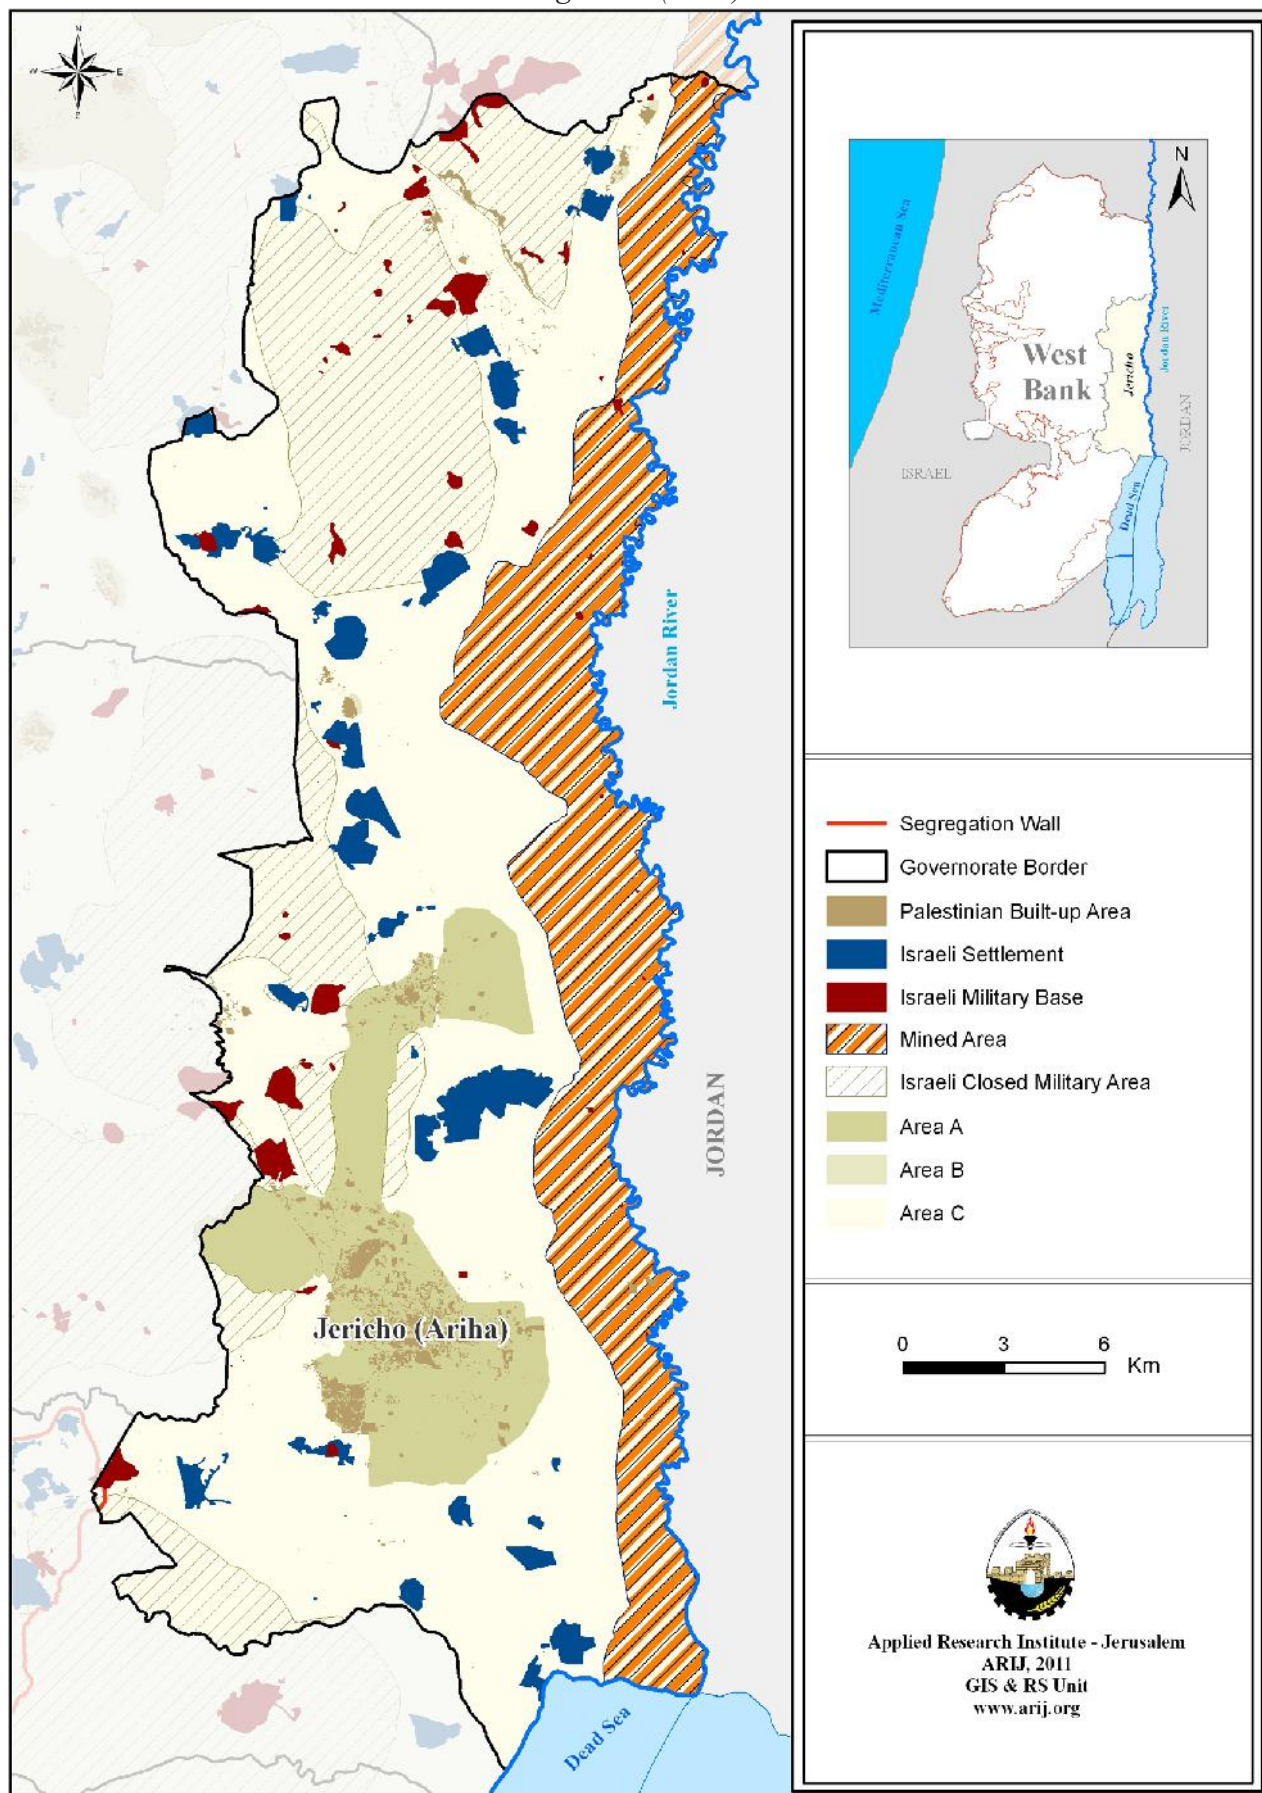 N
W
E
S
Jordan River
JORDAN
Jericho (Ariha)
Dead Sea
N
Mediterranean Sea
West
Bank
Jericho
Jordan River
JORDAN
ISRAEL
Dead Sea
Segregation Wall
Governorate Border
Palestinian Built-up Area
Israeli Settlement
Israeli Military Base
Mined Area
Israeli Closed Military Area
Area A
Area B
Area C
0 3 6
Km
Applied Research Institute - Jerusalem
ARIJ, 2011
GIS & RS Unit
www.arij.org